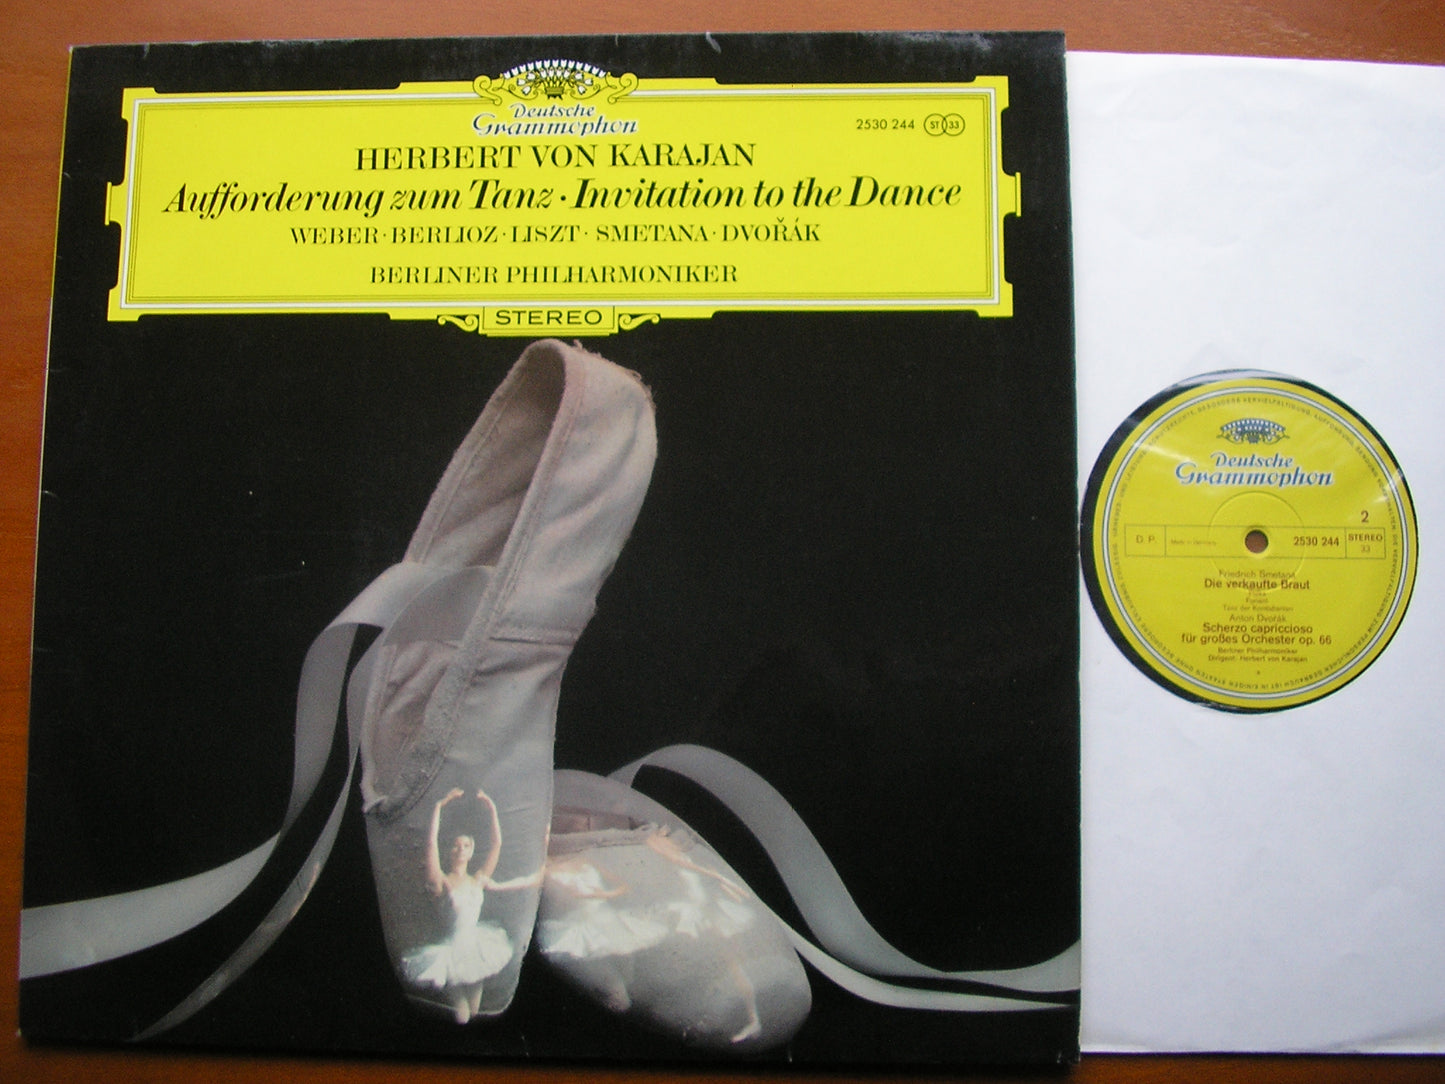 Deutsche
Grammophon
2530 244 ST 33
HERBERT VON KARAJAN
Aufforderung zum Tanz · Invitation to the Dance
WEBER · BERLIOZ · LISZT · SMETANA · DVOŘÁK
BERLINER PHILHARMONIKER
STEREO
Deutsche
Grammophon
2
D. P. Made in Germany 2530 244 STEREO
33
Friedrich Smetana
Die verkaufte Braut
Polka
Furiant
Tanz der Komödianten
Anton Dvořák
Scherzo capriccioso
für großes Orchester op. 66
Berliner Philharmoniker
Dirigent: Herbert von Karajan